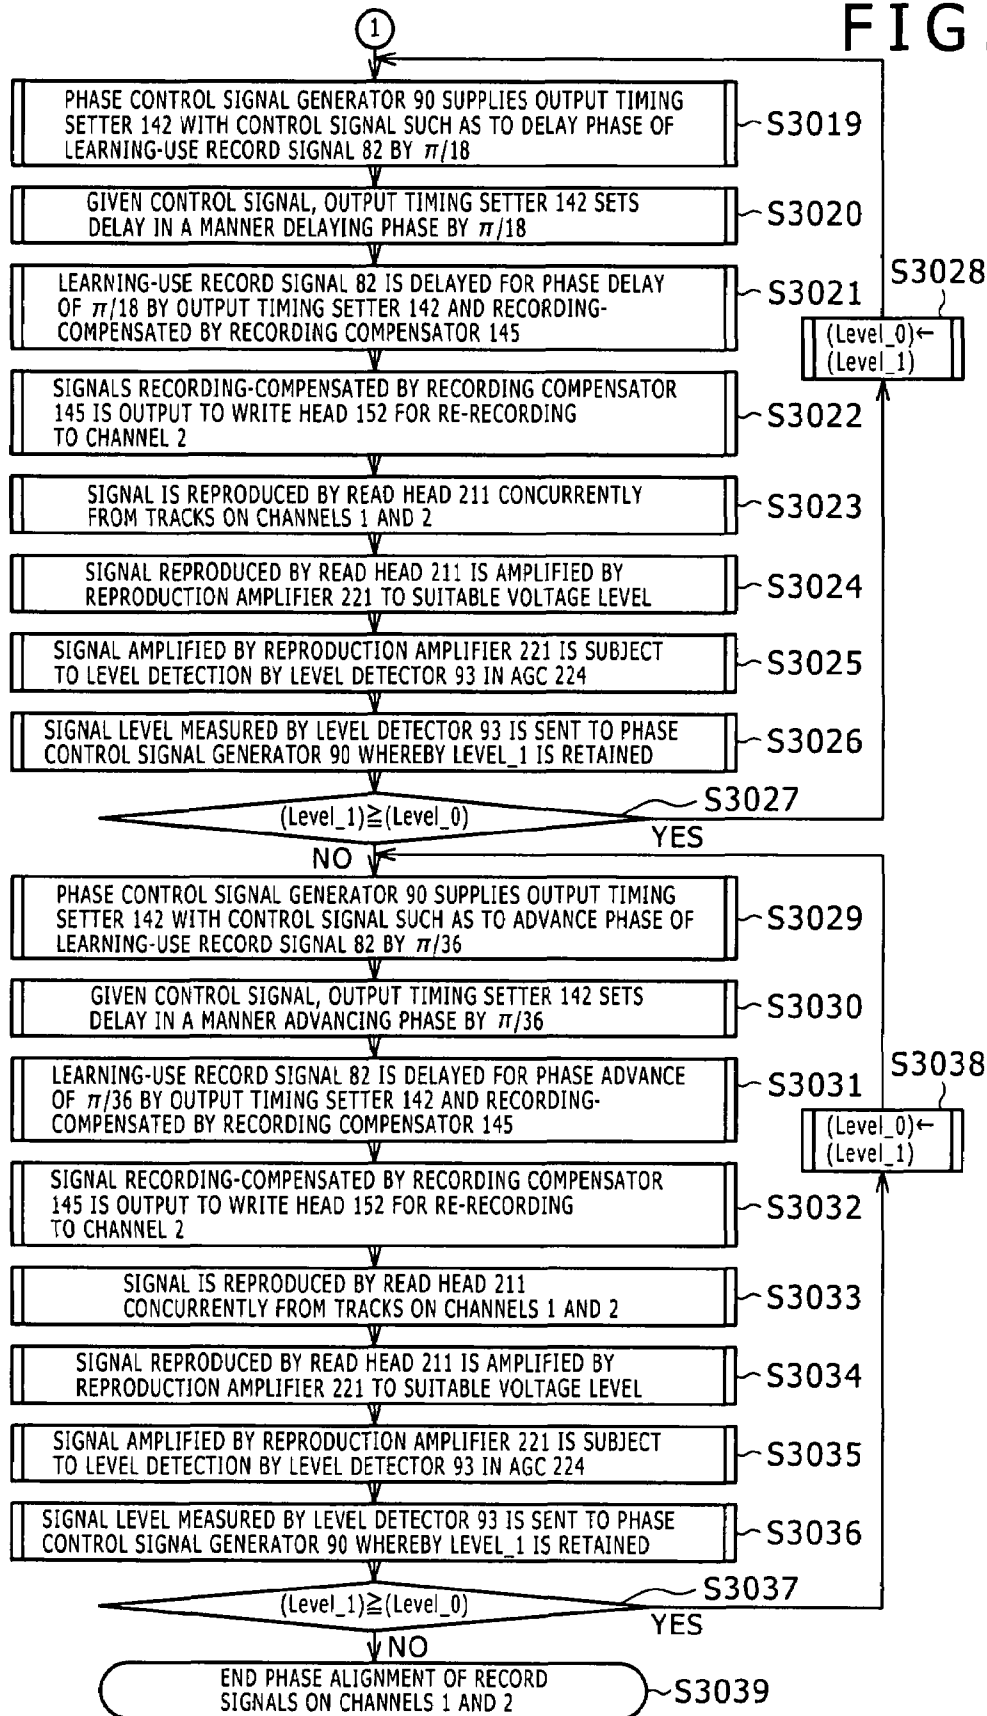 1
FIG.
PHASE CONTROL SIGNAL GENERATOR 90 SUPPLIES OUTPUT TIMING
SETTER 142 WITH CONTROL SIGNAL SUCH AS TO DELAY PHASE OF
LEARNING-USE RECORD SIGNAL 82 BY π/18
S3019
GIVEN CONTROL SIGNAL, OUTPUT TIMING SETTER 142 SETS
DELAY IN A MANNER DELAYING PHASE BY π/18
S3020
LEARNING-USE RECORD SIGNAL 82 IS DELAYED FOR PHASE DELAY
OF π/18 BY OUTPUT TIMING SETTER 142 AND RECORDING-
COMPENSATED BY RECORDING COMPENSATOR 145
S3021
S3028
(Level_0)←
(Level_1)
SIGNALS RECORDING-COMPENSATED BY RECORDING COMPENSATOR
145 IS OUTPUT TO WRITE HEAD 152 FOR RE-RECORDING
TO CHANNEL 2
S3022
SIGNAL IS REPRODUCED BY READ HEAD 211 CONCURRENTLY
FROM TRACKS ON CHANNELS 1 AND 2
S3023
SIGNAL REPRODUCED BY READ HEAD 211 IS AMPLIFIED BY
REPRODUCTION AMPLIFIER 221 TO SUITABLE VOLTAGE LEVEL
S3024
SIGNAL AMPLIFIED BY REPRODUCTION AMPLIFIER 221 IS SUBJECT
TO LEVEL DETECTION BY LEVEL DETECTOR 93 IN AGC 224
S3025
SIGNAL LEVEL MEASURED BY LEVEL DETECTOR 93 IS SENT TO PHASE
CONTROL SIGNAL GENERATOR 90 WHEREBY LEVEL_1 IS RETAINED
S3026
(Level_1)≧(Level_0)
S3027
YES
NO
PHASE CONTROL SIGNAL GENERATOR 90 SUPPLIES OUTPUT TIMING
SETTER 142 WITH CONTROL SIGNAL SUCH AS TO ADVANCE PHASE OF
LEARNING-USE RECORD SIGNAL 82 BY π/36
S3029
GIVEN CONTROL SIGNAL, OUTPUT TIMING SETTER 142 SETS
DELAY IN A MANNER ADVANCING PHASE BY π/36
S3030
LEARNING-USE RECORD SIGNAL 82 IS DELAYED FOR PHASE ADVANCE
OF π/36 BY OUTPUT TIMING SETTER 142 AND RECORDING-
COMPENSATED BY RECORDING COMPENSATOR 145
S3031
S3038
(Level_0)←
(Level_1)
SIGNAL RECORDING-COMPENSATED BY RECORDING COMPENSATOR
145 IS OUTPUT TO WRITE HEAD 152 FOR RE-RECORDING
TO CHANNEL 2
S3032
SIGNAL IS REPRODUCED BY READ HEAD 211
CONCURRENTLY FROM TRACKS ON CHANNELS 1 AND 2
S3033
SIGNAL REPRODUCED BY READ HEAD 211 IS AMPLIFIED BY
REPRODUCTION AMPLIFIER 221 TO SUITABLE VOLTAGE LEVEL
S3034
SIGNAL AMPLIFIED BY REPRODUCTION AMPLIFIER 221 IS SUBJECT
TO LEVEL DETECTION BY LEVEL DETECTOR 93 IN AGC 224
S3035
SIGNAL LEVEL MEASURED BY LEVEL DETECTOR 93 IS SENT TO PHASE
CONTROL SIGNAL GENERATOR 90 WHEREBY LEVEL_1 IS RETAINED
S3036
(Level_1)≧(Level_0)
S3037
YES
NO
END PHASE ALIGNMENT OF RECORD
SIGNALS ON CHANNELS 1 AND 2
S3039